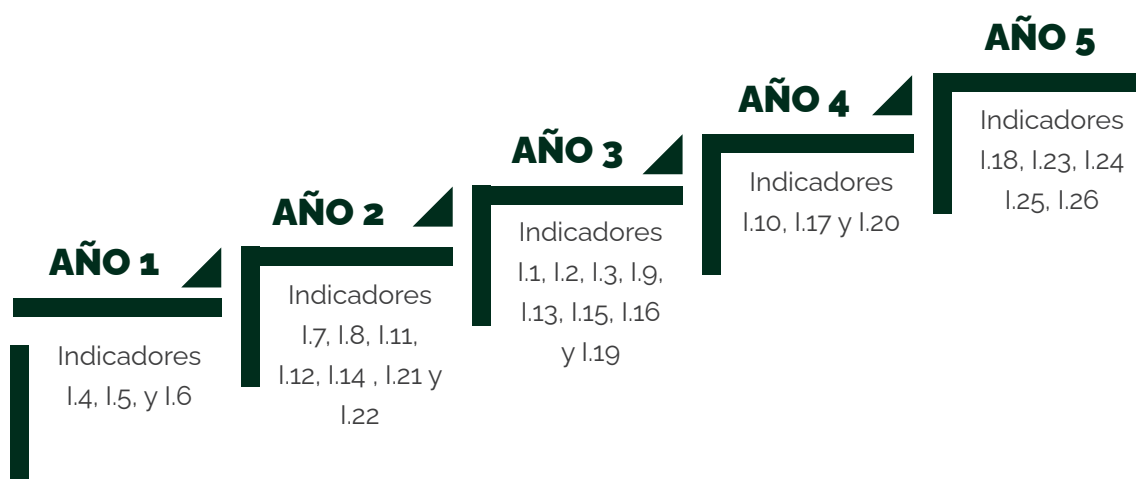 AÑO 1
Indicadores
I.4, I.5, y I.6
AÑO 2
Indicadores
I.7, I.8, I.11,
I.12, I.14 , I.21 y
I.22
AÑO 3
Indicadores
I.1, I.2, I.3, I.9,
I.13, I.15, I.16
y I.19
AÑO 4
Indicadores
I.10, I.17 y I.20
AÑO 5
Indicadores
I.18, I.23, I.24
I.25, I.26